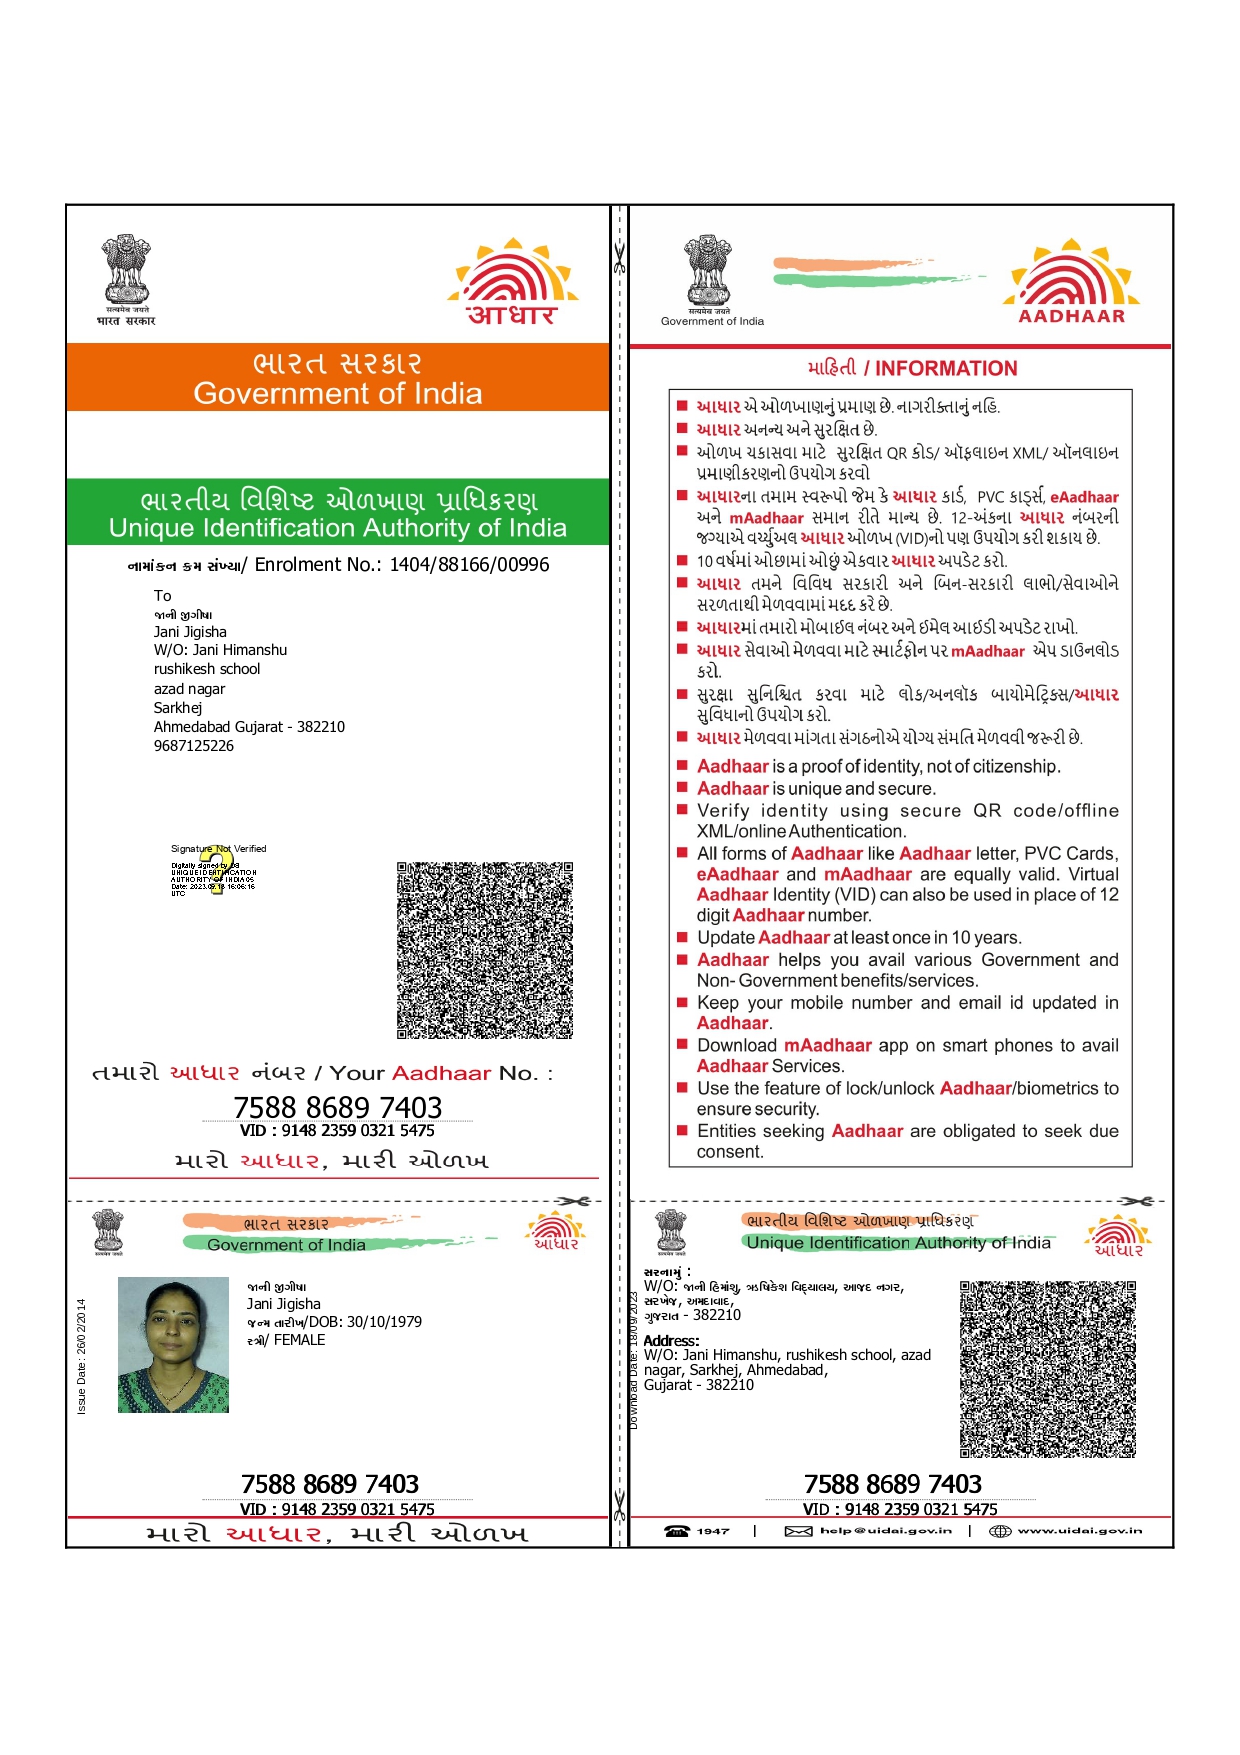 सत्यमेव जयते
भारत सरकार
आधार
ભારત સરકાર
Government of India
ભારતીય વિશિષ્ટ ઓળખાણ પ્રાધિકરણ
Unique Identification Authority of India
નામાંકન ક્રમ સંખ્યા/ Enrolment No.: 1404/88166/00996
To
જાની જીગીષા
Jani Jigisha
W/O: Jani Himanshu
rushikesh school
azad nagar
Sarkhej
Ahmedabad Gujarat - 382210
9687125226
Signature Not Verified
Digitally signed by DS
UNIQUE IDENTIFICATION
AUTHORITY OF INDIA 05
Date: 2023.09.18 16:06:16
UTC
તમારો આધાર નંબર / Your Aadhaar No. :
7588 8689 7403
VID : 9148 2359 0321 5475
મારો આધાર, મારી ઓળખ
सत्यमेव जयते
Government of India
AADHAAR
માહિતી / INFORMATION
આધાર એ ઓળખાણનું પ્રમાણ છે. નાગરીક્તાનું નહિ.
આધાર અનન્ય અને સુરક્ષિત છે.
ઓળખ ચકાસવા માટે સુરક્ષિત QR કોડ/ ઑફલાઇન XML/ ઑનલાઇન
પ્રમાણીકરણનો ઉપયોગ કરવો
આધારના તમામ સ્વરૂપો જેમ કે આધાર કાર્ડ, PVC કાર્ડ્સ, eAadhaar
અને mAadhaar સમાન રીતે માન્ય છે. 12-અંકના આધાર નંબરની
જગ્યાએ વર્ચ્યુઅલ આધાર ઓળખ (VID)નો પણ ઉપયોગ કરી શકાય છે.
10 વર્ષમાં ઓછામાં ઓછું એકવાર આધાર અપડેટ કરો.
આધાર તમને વિવિધ સરકારી અને બિન-સરકારી લાભો/સેવાઓને
સરળતાથી મેળવવામાં મદદ કરે છે.
આધારમાં તમારો મોબાઈલ નંબર અને ઈમેલ આઈડી અપડેટ રાખો.
આધાર સેવાઓ મેળવવા માટે સ્માર્ટફોન પર mAadhaar એપ ડાઉનલોડ
કરો.
સુરક્ષા સુનિશ્ચિત કરવા માટે લોક/અનલૉક બાયોમેટ્રિક્સ/આધાર
સુવિધાનો ઉપયોગ કરો.
આધાર મેળવવા માંગતા સંગઠનોએ યોગ્ય સંમતિ મેળવવી જરૂરી છે.
Aadhaar is a proof of identity, not of citizenship.
Aadhaar is unique and secure.
Verify identity using secure QR code/offline
XML/online Authentication.
All forms of Aadhaar like Aadhaar letter, PVC Cards,
eAadhaar and mAadhaar are equally valid. Virtual
Aadhaar Identity (VID) can also be used in place of 12
digit Aadhaar number.
Update Aadhaar at least once in 10 years.
Aadhaar helps you avail various Government and
Non- Government benefits/services.
Keep your mobile number and email id updated in
Aadhaar.
Download mAadhaar app on smart phones to avail
Aadhaar Services.
Use the feature of lock/unlock Aadhaar/biometrics to
ensure security.
Entities seeking Aadhaar are obligated to seek due
consent.
सत्यमेव जयते
ભારત સરકાર
Government of India
આધાર
Issue Date: 26/02/2014
જાની જીગીષા
Jani Jigisha
જન્મ તારીખ/DOB: 30/10/1979
સ્ત્રી/ FEMALE
7588 8689 7403
VID : 9148 2359 0321 5475
મારો આધાર, મારી ઓળખ
सत्यमेव जयते
ભારતીય વિશિષ્ટ ઓળખાણ પ્રાધિકરણ
Unique Identification Authority of India
આધાર
Download Date: 18/09/2023
સરનામું :
W/O: જાની હિમાંશુ, ઋષિકેશ વિદ્યાલય, આજદ નગર,
સરખેજ, અમદાવાદ,
ગુજરાત - 382210
Address:
W/O: Jani Himanshu, rushikesh school, azad
nagar, Sarkhej, Ahmedabad,
Gujarat - 382210
7588 8689 7403
VID : 9148 2359 0321 5475
1947 | help@uidai.gov.in | www.uidai.gov.in